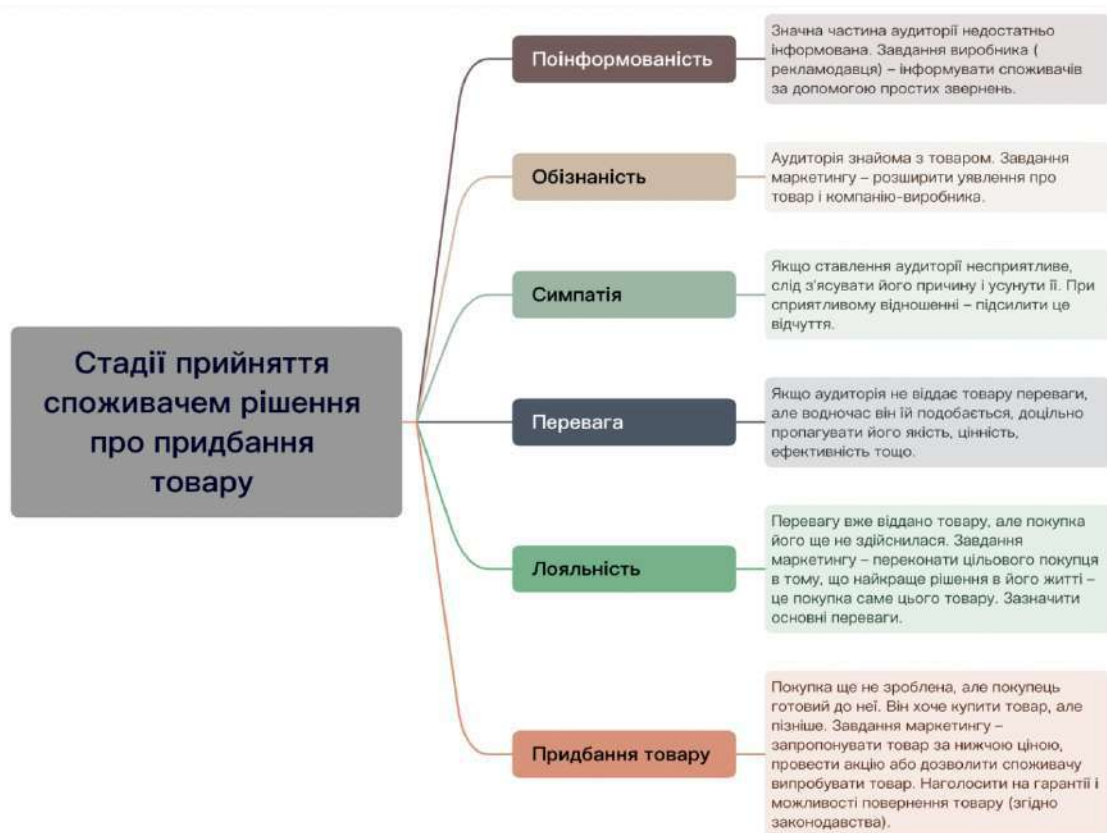 Стадії прийняття
споживачем рішення
про придбання
товару
Поінформованість
Значна частина аудиторії недостатньо
інформована. Завдання виробника (
рекламодавця) – інформувати споживачів
за допомогою простих звернень.
Обізнаність
Аудиторія знайома з товаром. Завдання
маркетингу – розширити уявлення про
товар і компанію-виробника.
Симпатія
Якщо ставлення аудиторії несприятливе,
слід з'ясувати його причину і усунути її. При
сприятливому відношенні – підсилити це
відчуття.
Перевага
Якщо аудиторія не віддає товару переваги,
але водночас він їй подобається, доцільно
пропагувати його якість, цінність,
ефективність тощо.
Лояльність
Перевагу вже віддано товару, але покупка
його ще не здійснилася. Завдання
маркетингу – переконати цільового покупця
в тому, що найкраще рішення в його житті –
це покупка саме цього товару. Зазначити
основні переваги.
Придбання товару
Покупка ще не зроблена, але покупець
готовий до неї. Він хоче купити товар, але
пізніше. Завдання маркетингу –
запропонувати товар за нижчою ціною,
провести акцію або дозволити споживачу
випробувати товар. Наголосити на гарантії і
можливості повернення товару (згідно
законодавства).